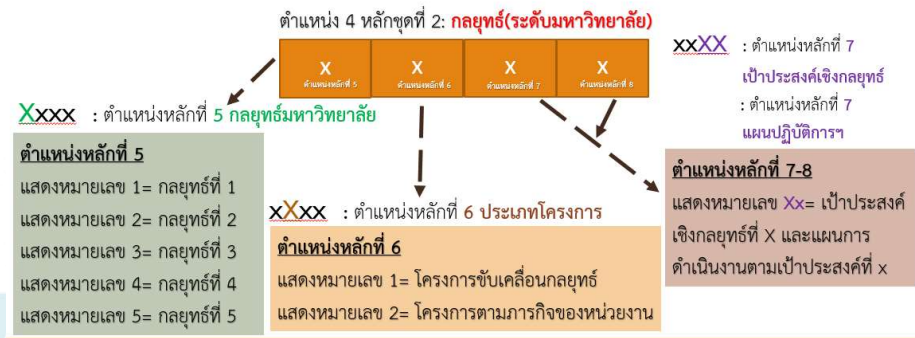 ตำแหน่ง 4 หลักชุดที่ 2: กลยุทธ์(ระดับมหาวิทยาลัย)
X X X X
ตำแหน่งหลักที่ 5 ตำแหน่งหลักที่ 6 ตำแหน่งหลักที่ 7 ตำแหน่งหลักที่ 8
xxXX : ตำแหน่งหลักที่ 7
เป้าประสงค์เชิงกลยุทธ์
: ตำแหน่งหลักที่ 7
แผนปฏิบัติการฯ
Xxxx : ตำแหน่งหลักที่ 5 กลยุทธ์มหาวิทยาลัย
ตำแหน่งหลักที่ 5
แสดงหมายเลข 1= กลยุทธ์ที่ 1
แสดงหมายเลข 2= กลยุทธ์ที่ 2
แสดงหมายเลข 3= กลยุทธ์ที่ 3
แสดงหมายเลข 4= กลยุทธ์ที่ 4
แสดงหมายเลข 5= กลยุทธ์ที่ 5
xXxx : ตำแหน่งหลักที่ 6 ประเภทโครงการ
ตำแหน่งหลักที่ 6
แสดงหมายเลข 1= โครงการขับเคลื่อนกลยุทธ์
แสดงหมายเลข 2= โครงการตามภารกิจของหน่วยงาน
ตำแหน่งหลักที่ 7-8
แสดงหมายเลข Xx= เป้าประสงค์
เชิงกลยุทธ์ที่ X และแผนการ
ดำเนินงานตามเป้าประสงค์ที่ x